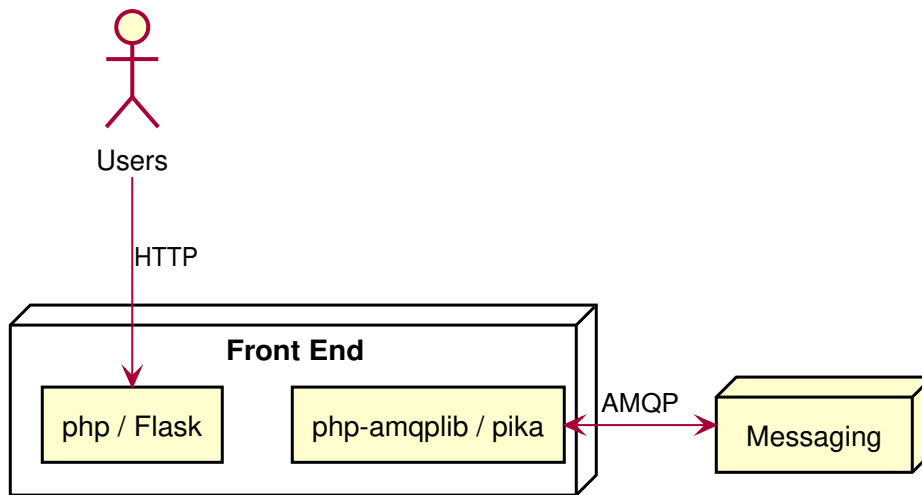 Users
HTTP
Front End
php / Flask
php-amqplib / pika
AMQP
Messaging